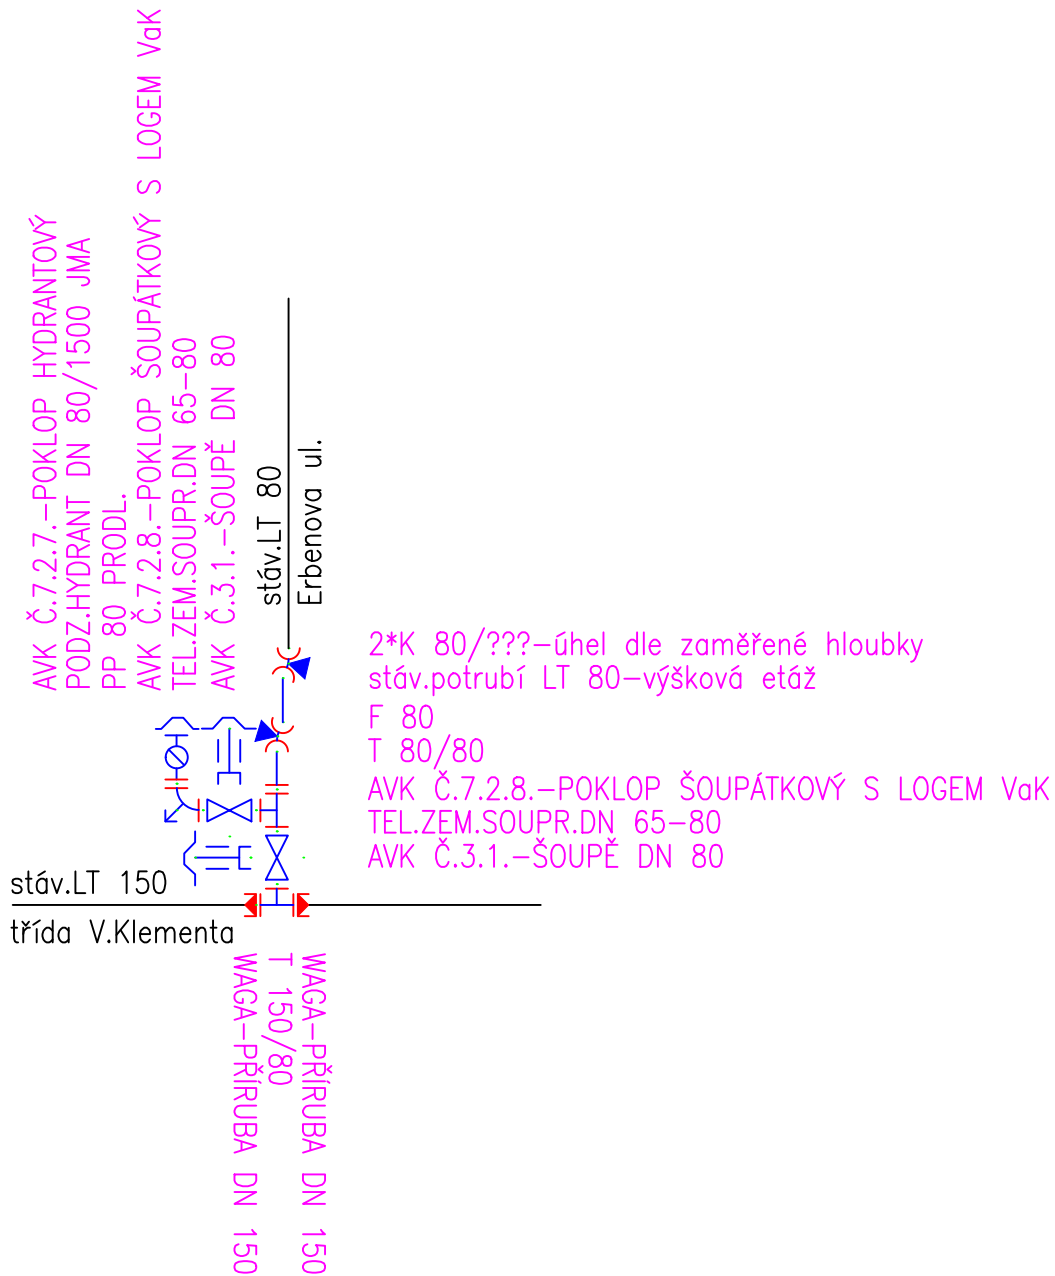 AVK Č.7.2.7.-POKLOP HYDRANTOVÝ
PODZ.HYDRANT DN 80/1500 JMA
PP 80 PRODL.
AVK Č.7.2.8.-POKLOP ŠOUPÁTKOVÝ S LOGEM VaK
TEL.ZEM.SOUPR.DN 65-80
AVK Č.3.1.-ŠOUPĚ DN 80
stáv.LT 80
Erbenova ul.
2*K 80/???-úhel dle zaměřené hloubky
stáv.potrubí LT 80-výšková etáž
F 80
T 80/80
AVK Č.7.2.8.-POKLOP ŠOUPÁTKOVÝ S LOGEM VaK
TEL.ZEM.SOUPR.DN 65-80
AVK Č.3.1.-ŠOUPĚ DN 80
stáv.LT 150
třída V.Klementa
WAGA-PŘÍRUBA DN 150
T 150/80
WAGA-PŘÍRUBA DN 150